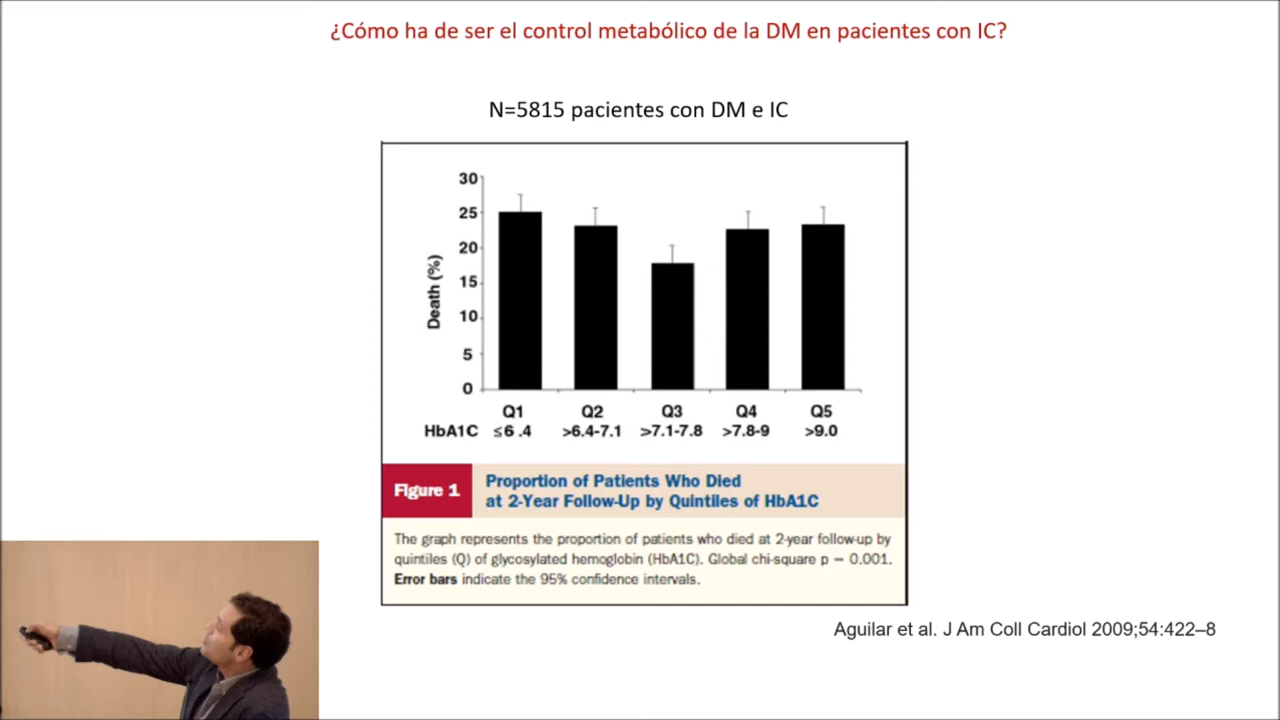 ¿Cómo ha de ser el control metabólico de la DM en pacientes con IC?
N=5815 pacientes con DM e IC
30
25
20
15
10
5
0
Death (%)
Q1 Q2 Q3 Q4 Q5
HbA1C ≤6.4 >6.4-7.1 >7.1-7.8 >7.8-9 >9.0
Figure 1
Proportion of Patients Who Died
at 2-Year Follow-Up by Quintiles of HbA1C
The graph represents the proportion of patients who died at 2-year follow-up by
quintiles (Q) of glycosylated hemoglobin (HbA1C). Global chi-square p = 0.001.
Error bars indicate the 95% confidence intervals.
Aguilar et al. J Am Coll Cardiol 2009;54:422–8